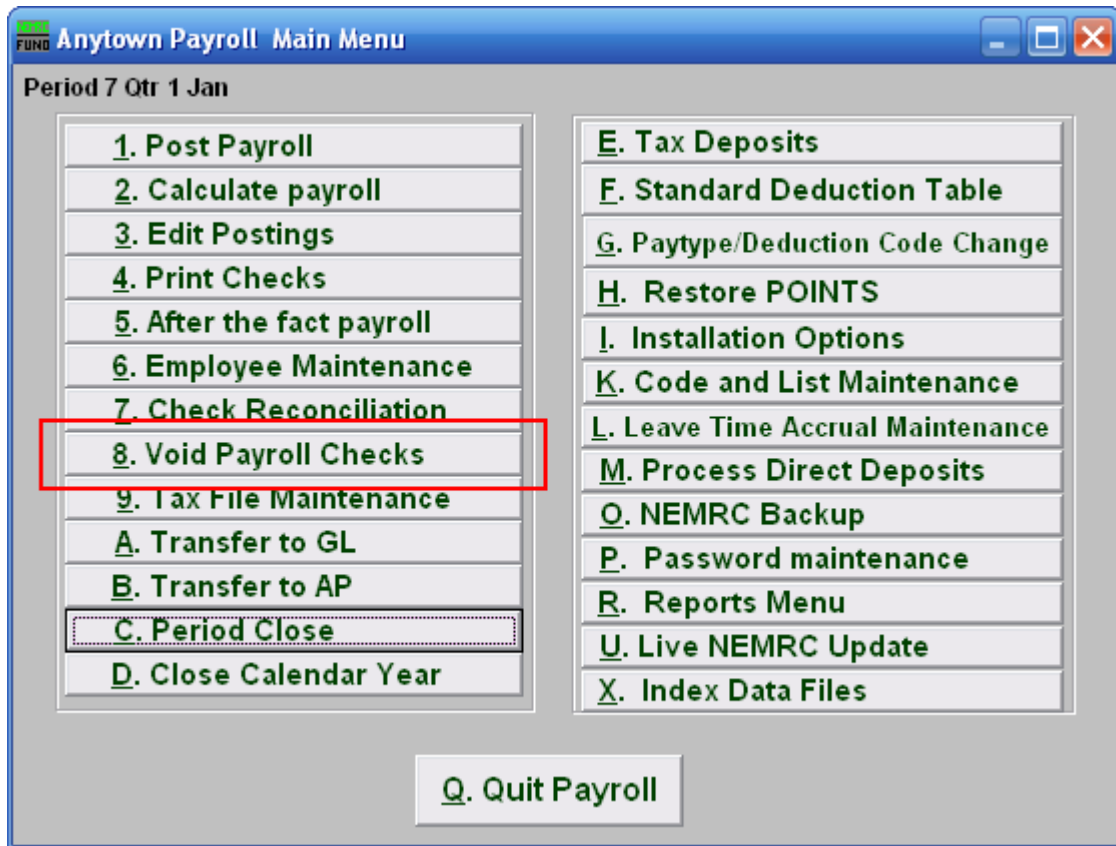 NEMRC
FUND Anytown Payroll Main Menu
Period 7 Qtr 1 Jan
1. Post Payroll
2. Calculate payroll
3. Edit Postings
4. Print Checks
5. After the fact payroll
6. Employee Maintenance
7. Check Reconciliation
8. Void Payroll Checks
9. Tax File Maintenance
A. Transfer to GL
B. Transfer to AP
C. Period Close
D. Close Calendar Year
E. Tax Deposits
F. Standard Deduction Table
G. Paytype/Deduction Code Change
H. Restore POINTS
I. Installation Options
K. Code and List Maintenance
L. Leave Time Accrual Maintenance
M. Process Direct Deposits
O. NEMRC Backup
P. Password maintenance
R. Reports Menu
U. Live NEMRC Update
X. Index Data Files
Q. Quit Payroll